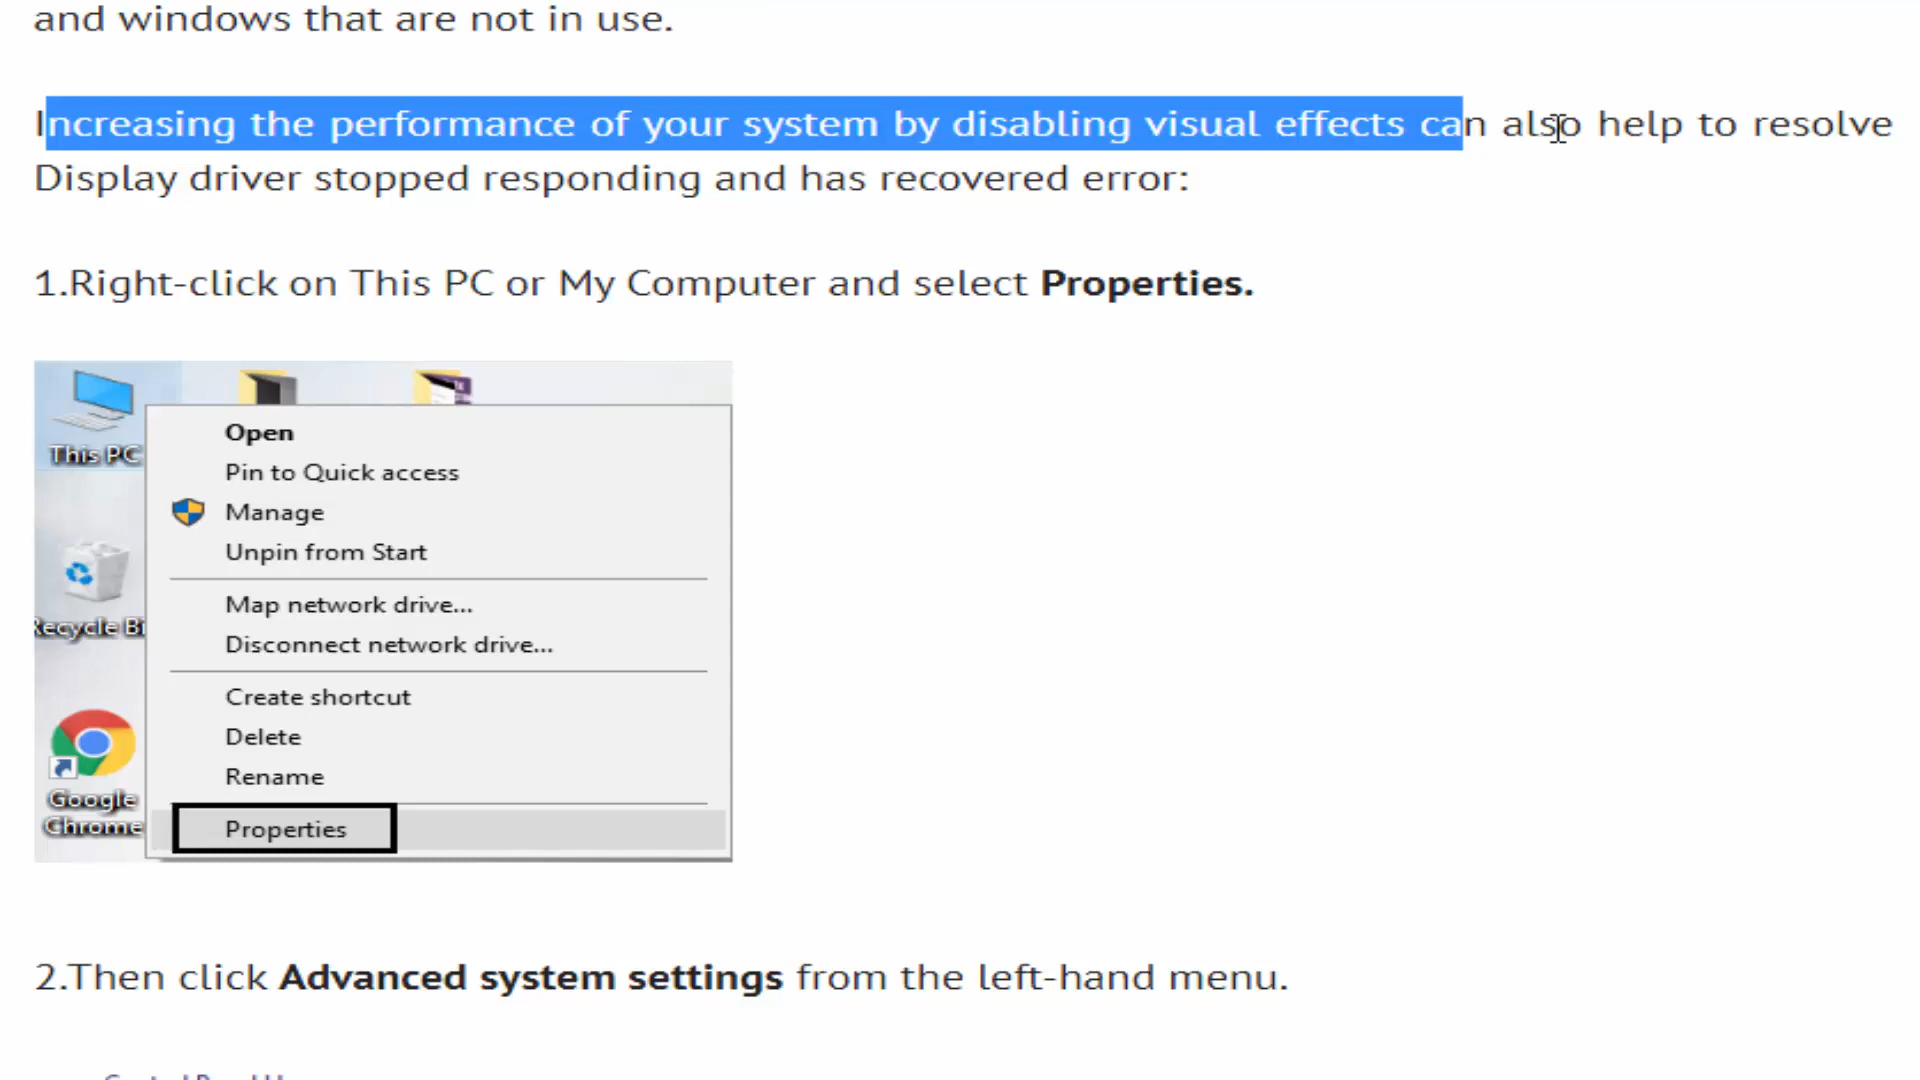 and windows that are not in use.
Increasing the performance of your system by disabling visual effects can also help to resolve
Display driver stopped responding and has recovered error:
1.Right-click on This PC or My Computer and select Properties.
This PC
Open
Pin to Quick access
Manage
Unpin from Start
Recycle Bi
Map network drive...
Disconnect network drive...
Create shortcut
Delete
Rename
Google
Chrome
Properties
2.Then click Advanced system settings from the left-hand menu.